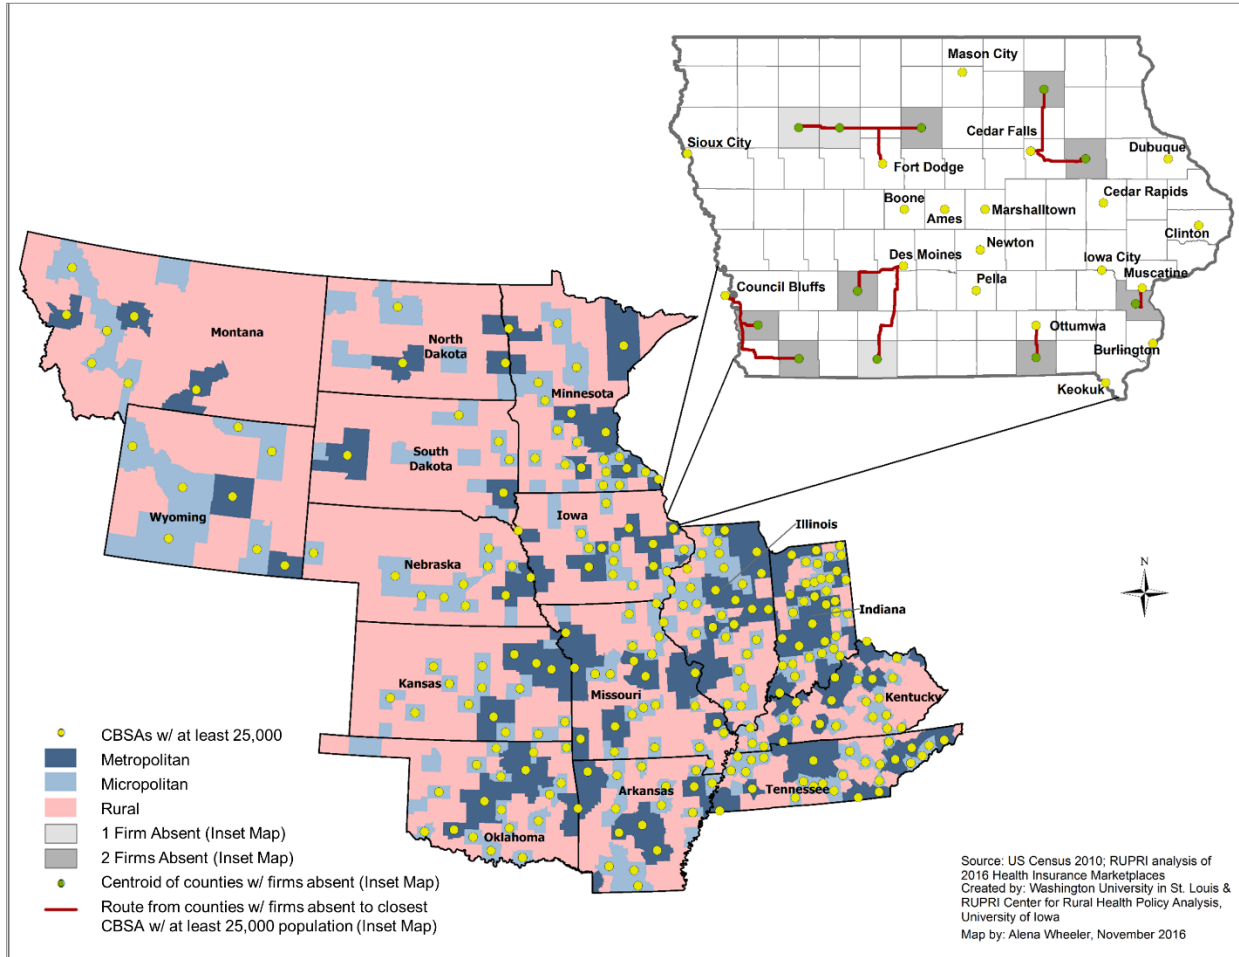 Mason City
Cedar Falls
Sioux City
Dubuque
Fort Dodge
Cedar Rapids
Boone
Ames
Marshalltown
Clinton
Newton
Des Moines
Iowa City
Muscatine
Council Bluffs
Pella
Ottumwa
Burlington
Keokuk
Montana
North
Dakota
Minnesota
South
Dakota
Wyoming
Iowa
Illinois
Nebraska
Indiana
Kansas
Missouri
Kentucky
Arkansas
Tennessee
Oklahoma
N
CBSAs w/ at least 25,000
Metropolitan
Micropolitan
Rural
1 Firm Absent (Inset Map)
2 Firms Absent (Inset Map)
Centroid of counties w/ firms absent (Inset Map)
Route from counties w/ firms absent to closest
CBSA w/ at least 25,000 population (Inset Map)
Source: US Census 2010; RUPRI analysis of
2016 Health Insurance Marketplaces
Created by: Washington University in St. Louis &
RUPRI Center for Rural Health Policy Analysis,
University of Iowa
Map by: Alena Wheeler, November 2016